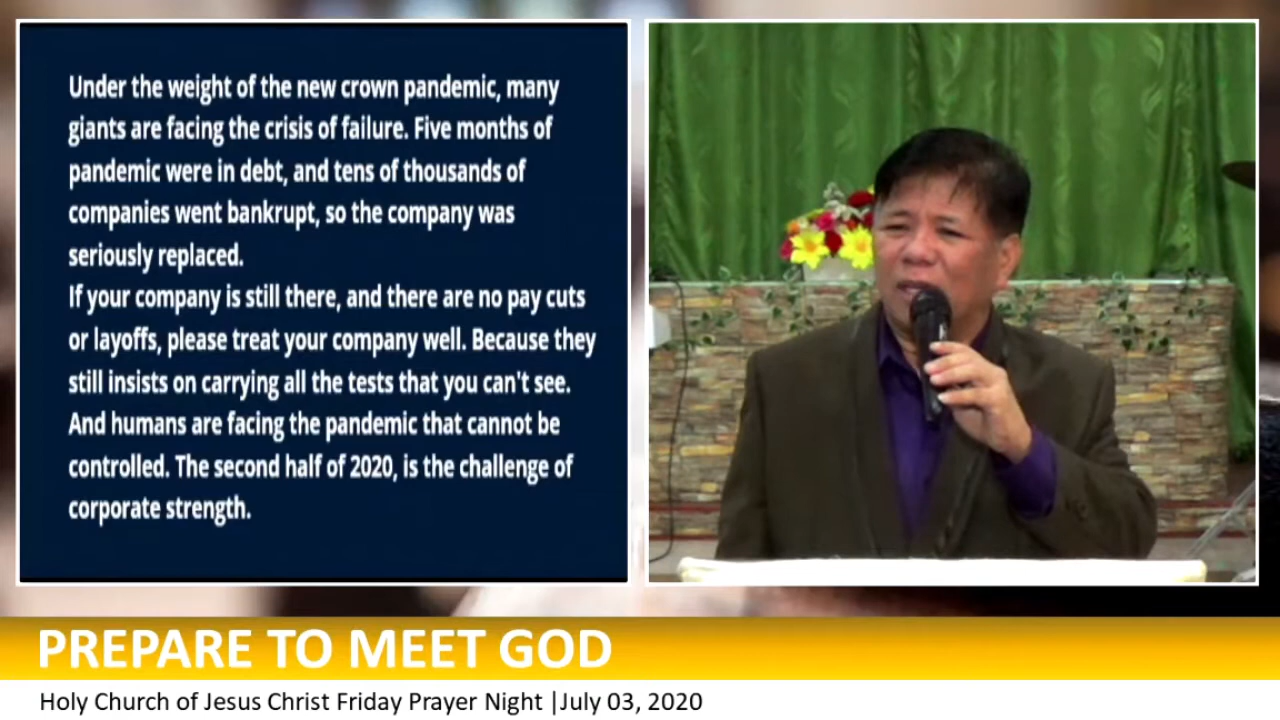 Under the weight of the new crown pandemic, many
giants are facing the crisis of failure. Five months of
pandemic were in debt, and tens of thousands of
companies went bankrupt, so the company was
seriously replaced.
If your company is still there, and there are no pay cuts
or layoffs, please treat your company well. Because they
still insists on carrying all the tests that you can't see.
And humans are facing the pandemic that cannot be
controlled. The second half of 2020, is the challenge of
corporate strength.
PREPARE TO MEET GOD
Holy Church of Jesus Christ Friday Prayer Night |July 03, 2020